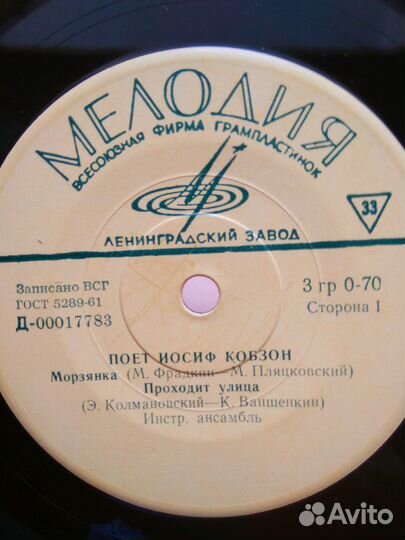 МЕЛОДИЯ
ВСЕСОЮЗНАЯ ФИРМА ГРАМПЛАСТИНОК
33
ЛЕНИНГРАДСКИЙ ЗАВОД
Записано ВСГ
ГОСТ 5289-61
Д-00017783
3 гр 0-70
Сторона 1
ПОЕТ ИОСИФ КОБЗОН
Морзянка (М. Фрадкин—М. Пляцковский)
Проходит улица
(Э. Колмановский—К. Ваншенкин)
Инстр. ансамбль
Avito